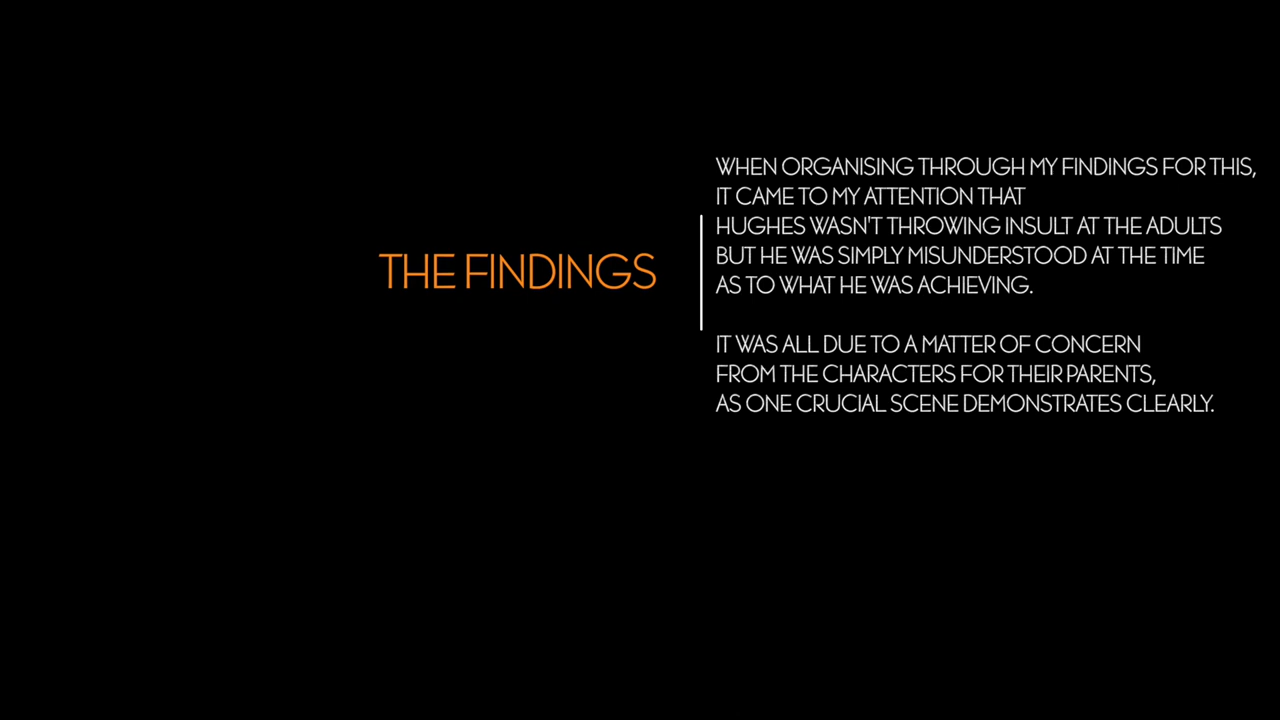 THE FINDINGS
WHEN ORGANISING THROUGH MY FINDINGS FOR THIS,
IT CAME TO MY ATTENTION THAT
HUGHES WASN'T THROWING INSULT AT THE ADULTS
BUT HE WAS SIMPLY MISUNDERSTOOD AT THE TIME
AS TO WHAT HE WAS ACHIEVING.
IT WAS ALL DUE TO A MATTER OF CONCERN
FROM THE CHARACTERS FOR THEIR PARENTS,
AS ONE CRUCIAL SCENE DEMONSTRATES CLEARLY.